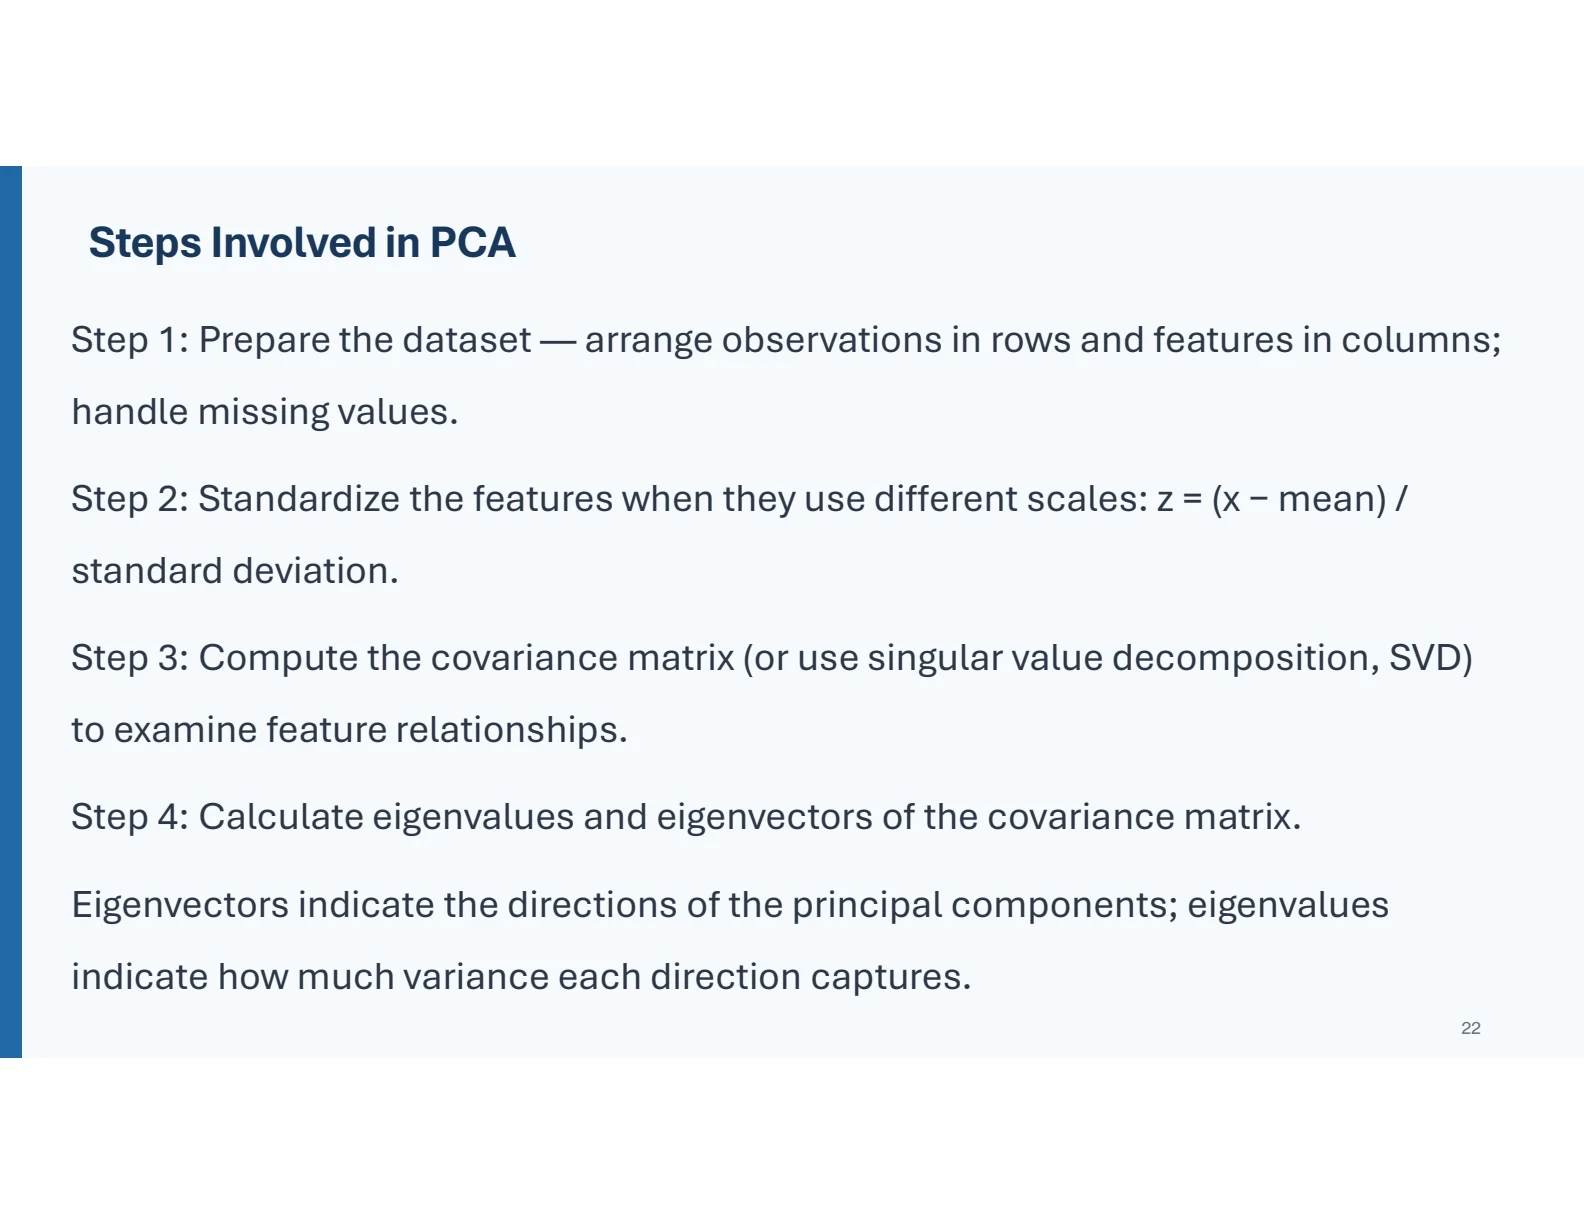 Steps Involved in PCA
Step 1: Prepare the dataset — arrange observations in rows and features in columns;
handle missing values.
Step 2: Standardize the features when they use different scales: z = (x − mean) /
standard deviation.
Step 3: Compute the covariance matrix (or use singular value decomposition, SVD)
to examine feature relationships.
Step 4: Calculate eigenvalues and eigenvectors of the covariance matrix.
Eigenvectors indicate the directions of the principal components; eigenvalues
indicate how much variance each direction captures.
22